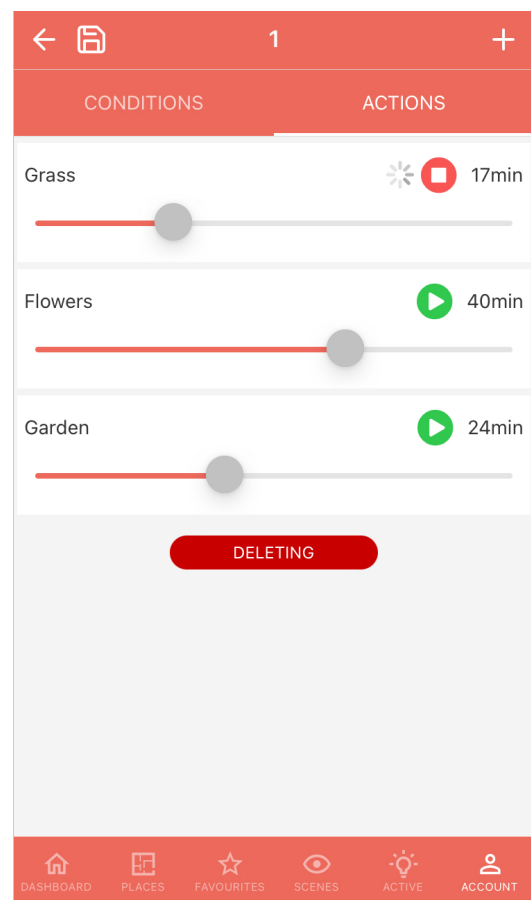 1
CONDITIONS ACTIONS
Grass 17min
Flowers 40min
Garden 24min
DELETING
DASHBOARD PLACES FAVOURITES SCENES ACTIVE ACCOUNT